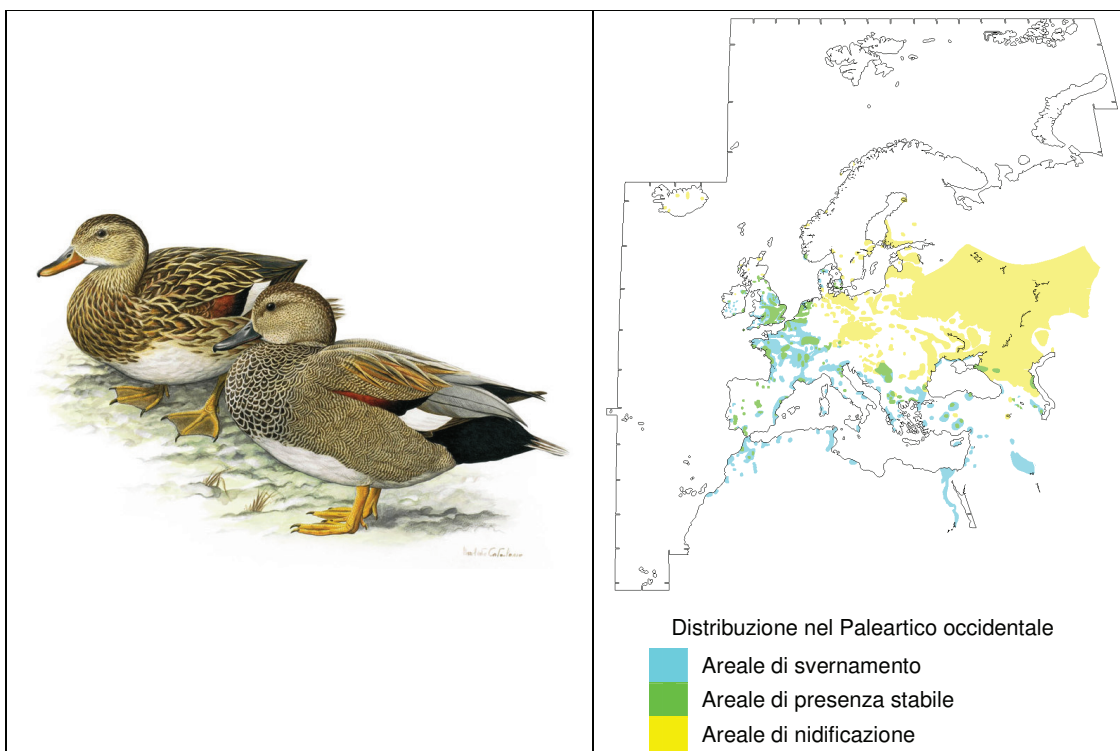 Distribuzione nel Paleartico occidentale
Areale di svernamento
Areale di presenza stabile
Areale di nidificazione